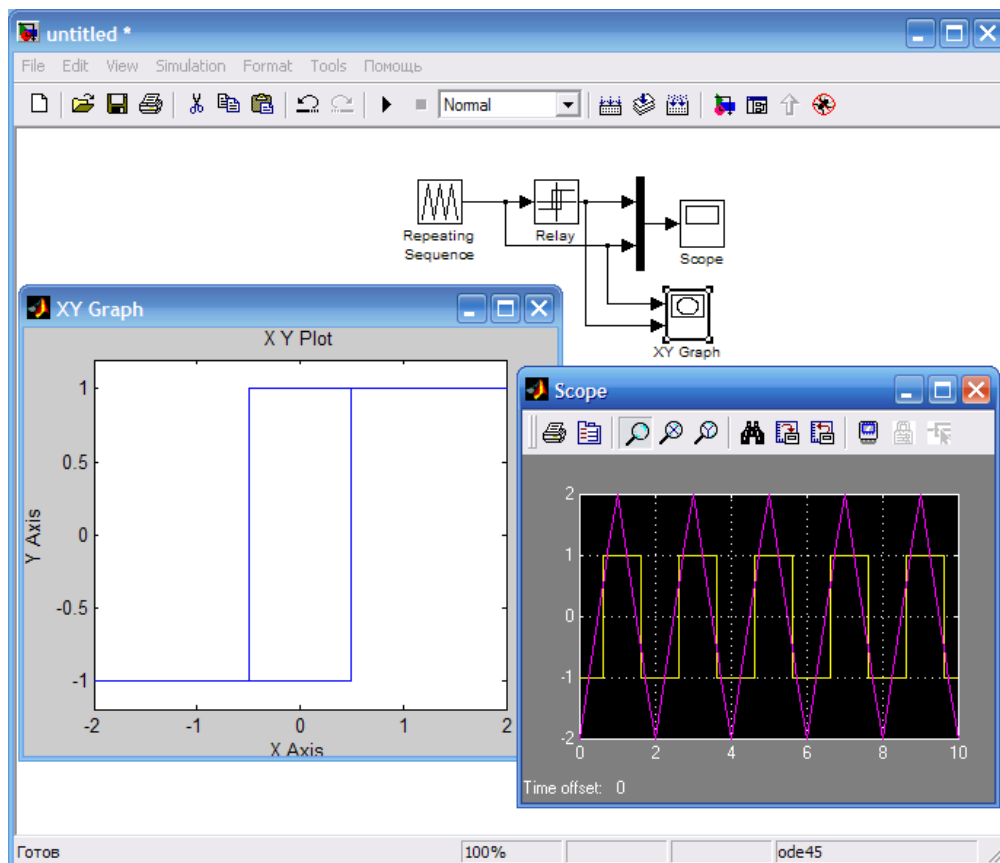 untitled *
File Edit View Simulation Format Tools Помощь
Normal
Repeating
Sequence
Relay
Scope
XY Graph
XY Graph
X Y Plot
1
0.5
0
-0.5
-1
Y Axis
-2 -1 0 1 2
X Axis
Scope
2
1
0
-1
-2
0 2 4 6 8 10
Time offset: 0
Готов 100% ode45